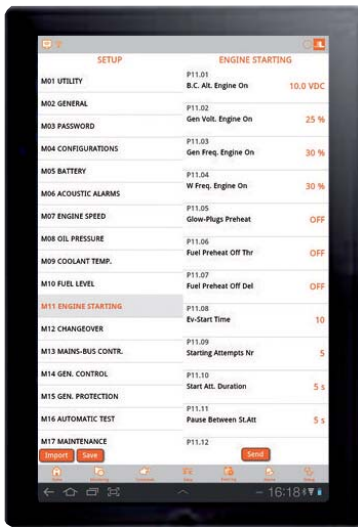 SETUP
M01 UTILITY
M02 GENERAL
M03 PASSWORD
M04 CONFIGURATIONS
M05 BATTERY
M06 ACOUSTIC ALARMS
M07 ENGINE SPEED
M08 OIL PRESSURE
M09 COOLANT TEMP.
M10 FUEL LEVEL
M11 ENGINE STARTING
M12 CHANGEOVER
M13 MAINS-BUS CONTR.
M14 GEN. CONTROL
M15 GEN. PROTECTION
M16 AUTOMATIC TEST
M17 MAINTENANCE
Import Save
ENGINE STARTING
P11.01
B.C. Alt. Engine On 10.0 VDC
P11.02
Gen Volt. Engine On 25 %
P11.03
Gen Freq. Engine On 30 %
P11.04
W Freq. Engine On 30 %
P11.05
Glow-Plugs Preheat OFF
P11.06
Fuel Preheat Off Thr OFF
P11.07
Fuel Preheat Off Del OFF
P11.08
Ev-Start Time 10
P11.09
Starting Attempts Nr 5
P11.10
Start Att. Duration 5 s
P11.11
Pause Between St.Att 5 s
P11.12
Send
16:18